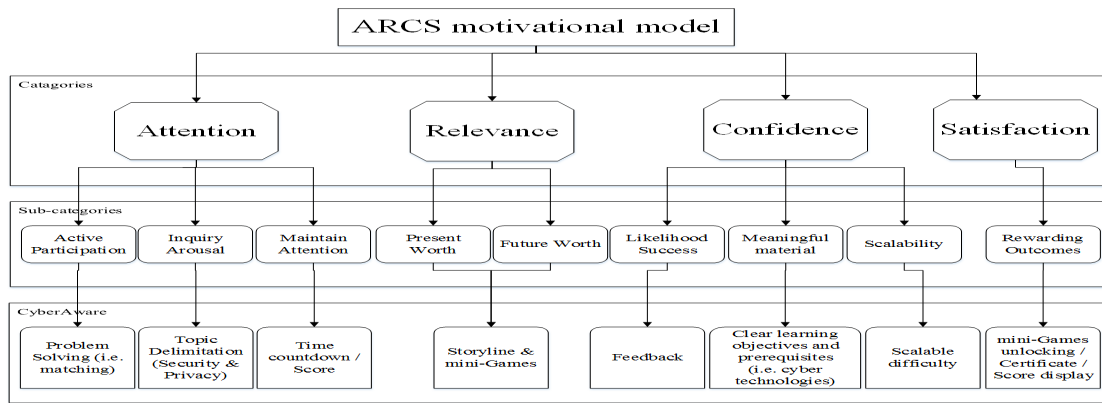 ARCS motivational model
Catagories
Attention
Relevance
Confidence
Satisfaction
Sub-categories
Active
Participation
Inquiry
Arousal
Maintain
Attention
Present
Worth
Future Worth
Likelihood
Success
Meaningful
material
Scalability
Rewarding
Outcomes
CyberAware
Problem
Solving (i.e.
matching)
Topic
Delimitation
(Security &
Privacy)
Time
countdown /
Score
Storyline &
mini-Games
Feedback
Clear learning
objectives and
prerequisites
(i.e. cyber
technologies)
Scalable
difficulty
mini-Games
unlocking /
Certificate /
Score display